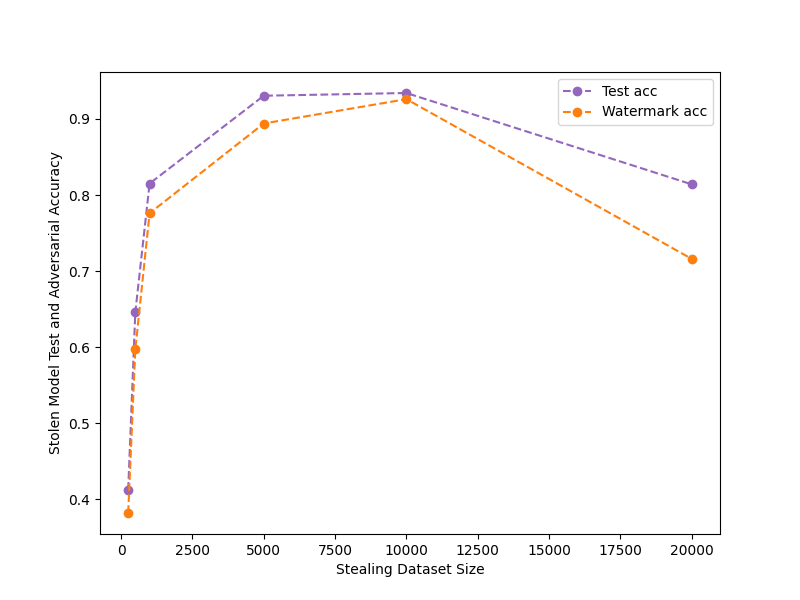 Test acc
Watermark acc
0.9
0.8
0.7
0.6
0.5
0.4
Stolen Model Test and Adversarial Accuracy
0 2500 5000 7500 10000 12500 15000 17500 20000
Stealing Dataset Size